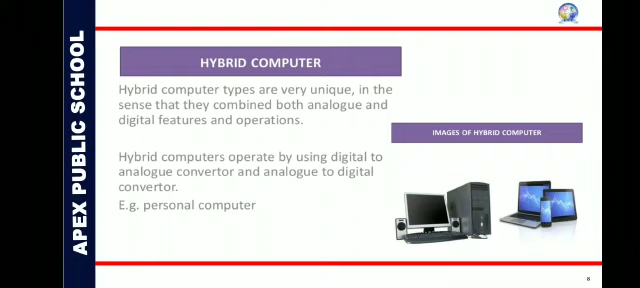 APEX PUBLIC SCHOOL
HYBRID COMPUTER
Hybrid computer types are very unique, in the
sense that they combined both analogue and
digital features and operations.
Hybrid computers operate by using digital to
analogue convertor and analogue to digital
convertor.
E.g. personal computer
IMAGES OF HYBRID COMPUTER
8